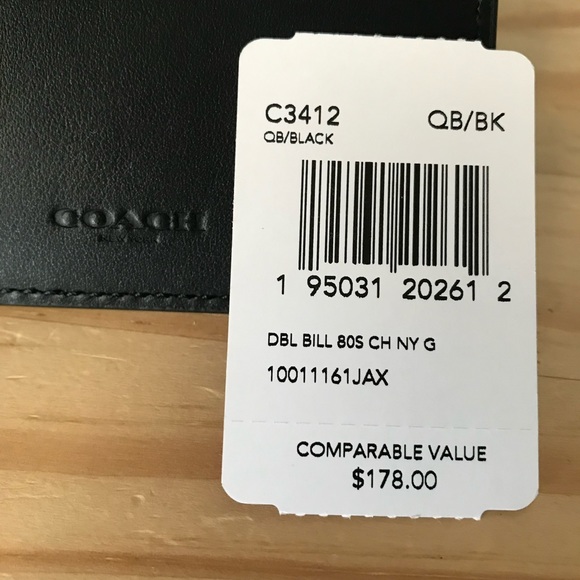 COACH
C3412 QB/BK
QB/BLACK
1 95031 20261 2
DBL BILL 80S CH NY G
10011161JAX
COMPARABLE VALUE
$178.00